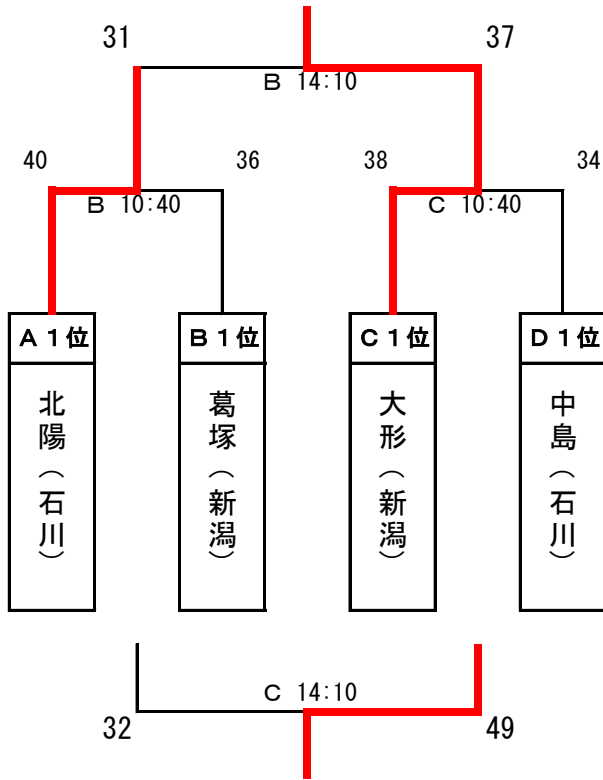 31
37
B 14:10
40
36
38
34
B 10:40
C 10:40
A1位
B1位
C1位
D1位
北陽（石川）
葛塚（新潟）
大形（新潟）
中島（石川）
C 14:10
32
49